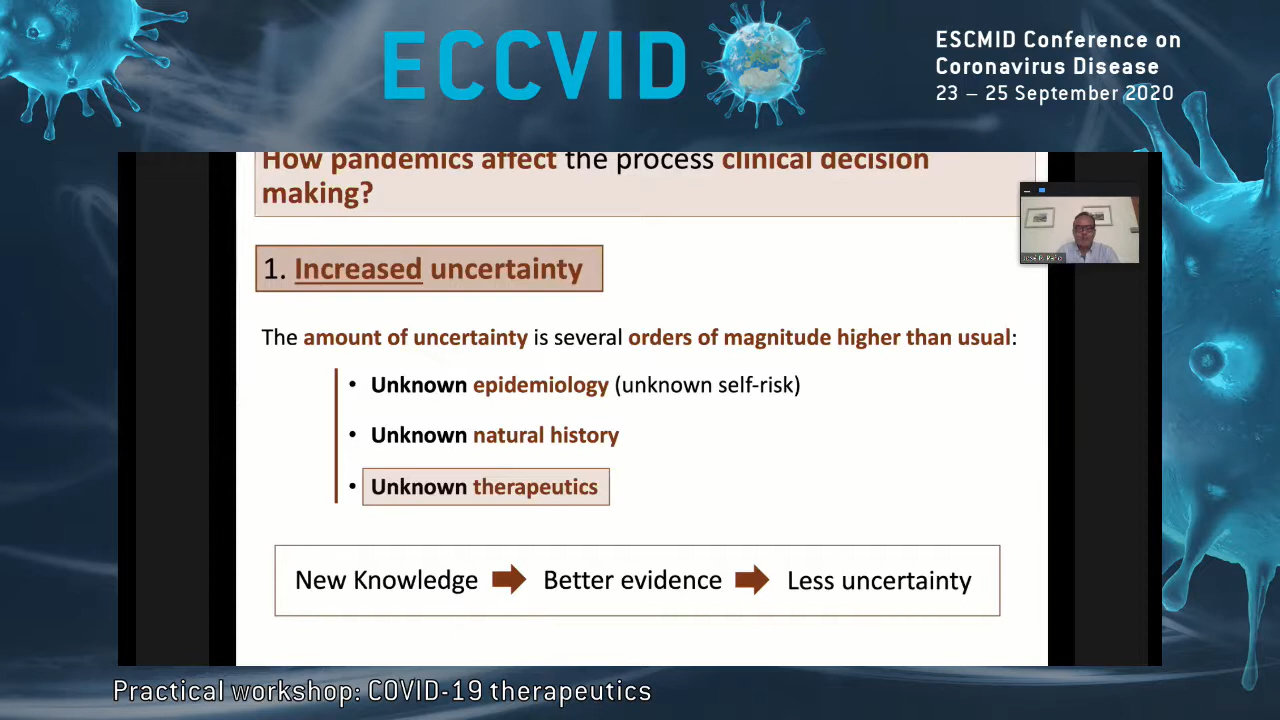 ECCVID
ESCMID Conference on
Coronavirus Disease
23 – 25 September 2020
How pandemics affect the process clinical decision
making?
1. Increased uncertainty
The amount of uncertainty is several orders of magnitude higher than usual:
• Unknown epidemiology (unknown self-risk)
• Unknown natural history
• Unknown therapeutics
New Knowledge Better evidence Less uncertainty
Practical workshop: COVID-19 therapeutics